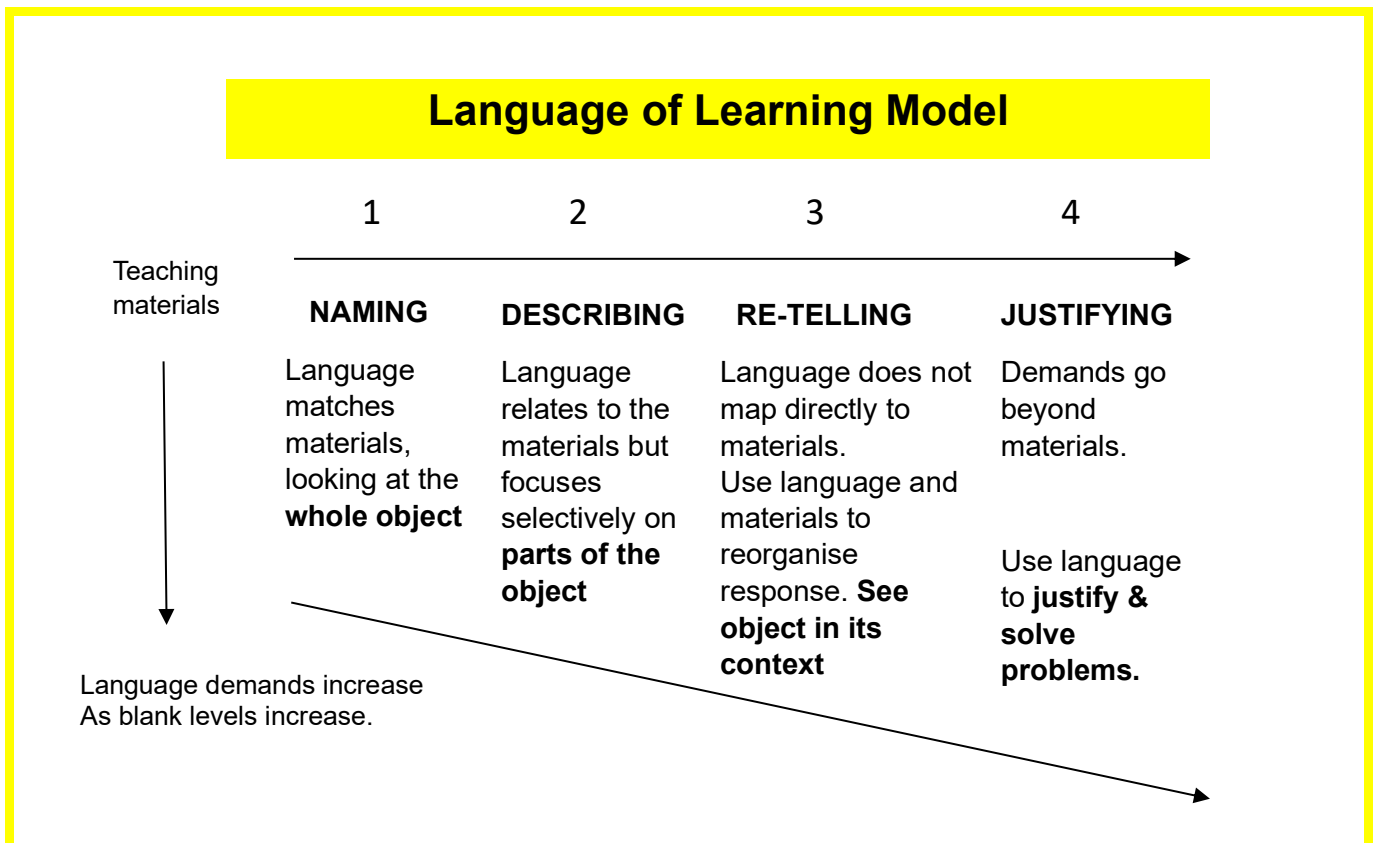 Language of Learning Model
1 2 3 4
Teaching
materials
NAMING
Language
matches
materials,
looking at the
whole object
DESCRIBING
Language
relates to the
materials but
focuses
selectively on
parts of the
object
RE-TELLING
Language does not
map directly to
materials.
Use language and
materials to
reorganise
response. See
object in its
context
JUSTIFYING
Demands go
beyond
materials.
Use language
to justify &
solve
problems.
Language demands increase
As blank levels increase.